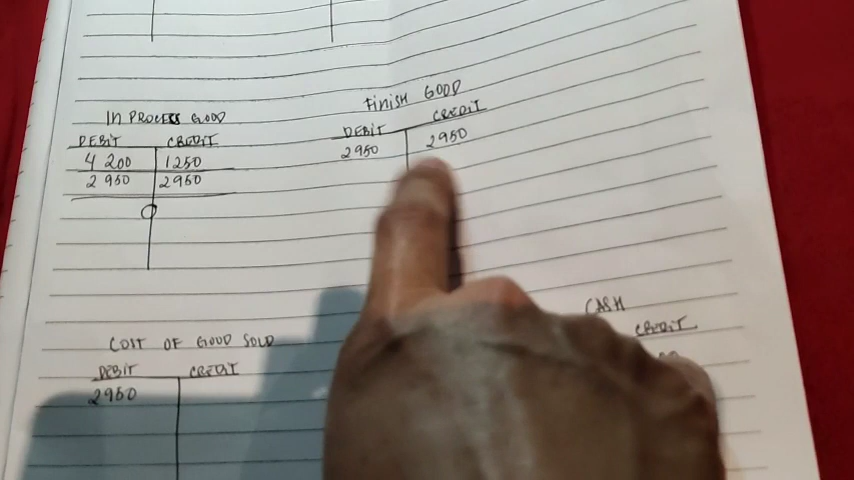 IN PROCESS GOOD
DEBIT CREDIT
4 200 1250
2 950 2950
FINISH GOOD
DEBIT CREDIT
2950 2950
COST OF GOOD SOLD
DEBIT CREDIT
2950
CASH
CREDIT